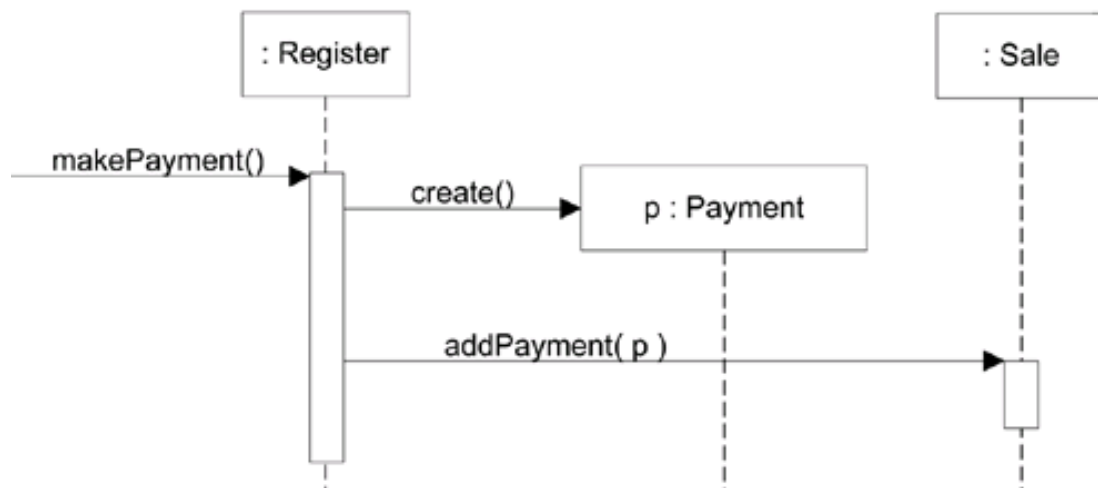 : Register
: Sale
makePayment()
create()
p : Payment
addPayment( p )